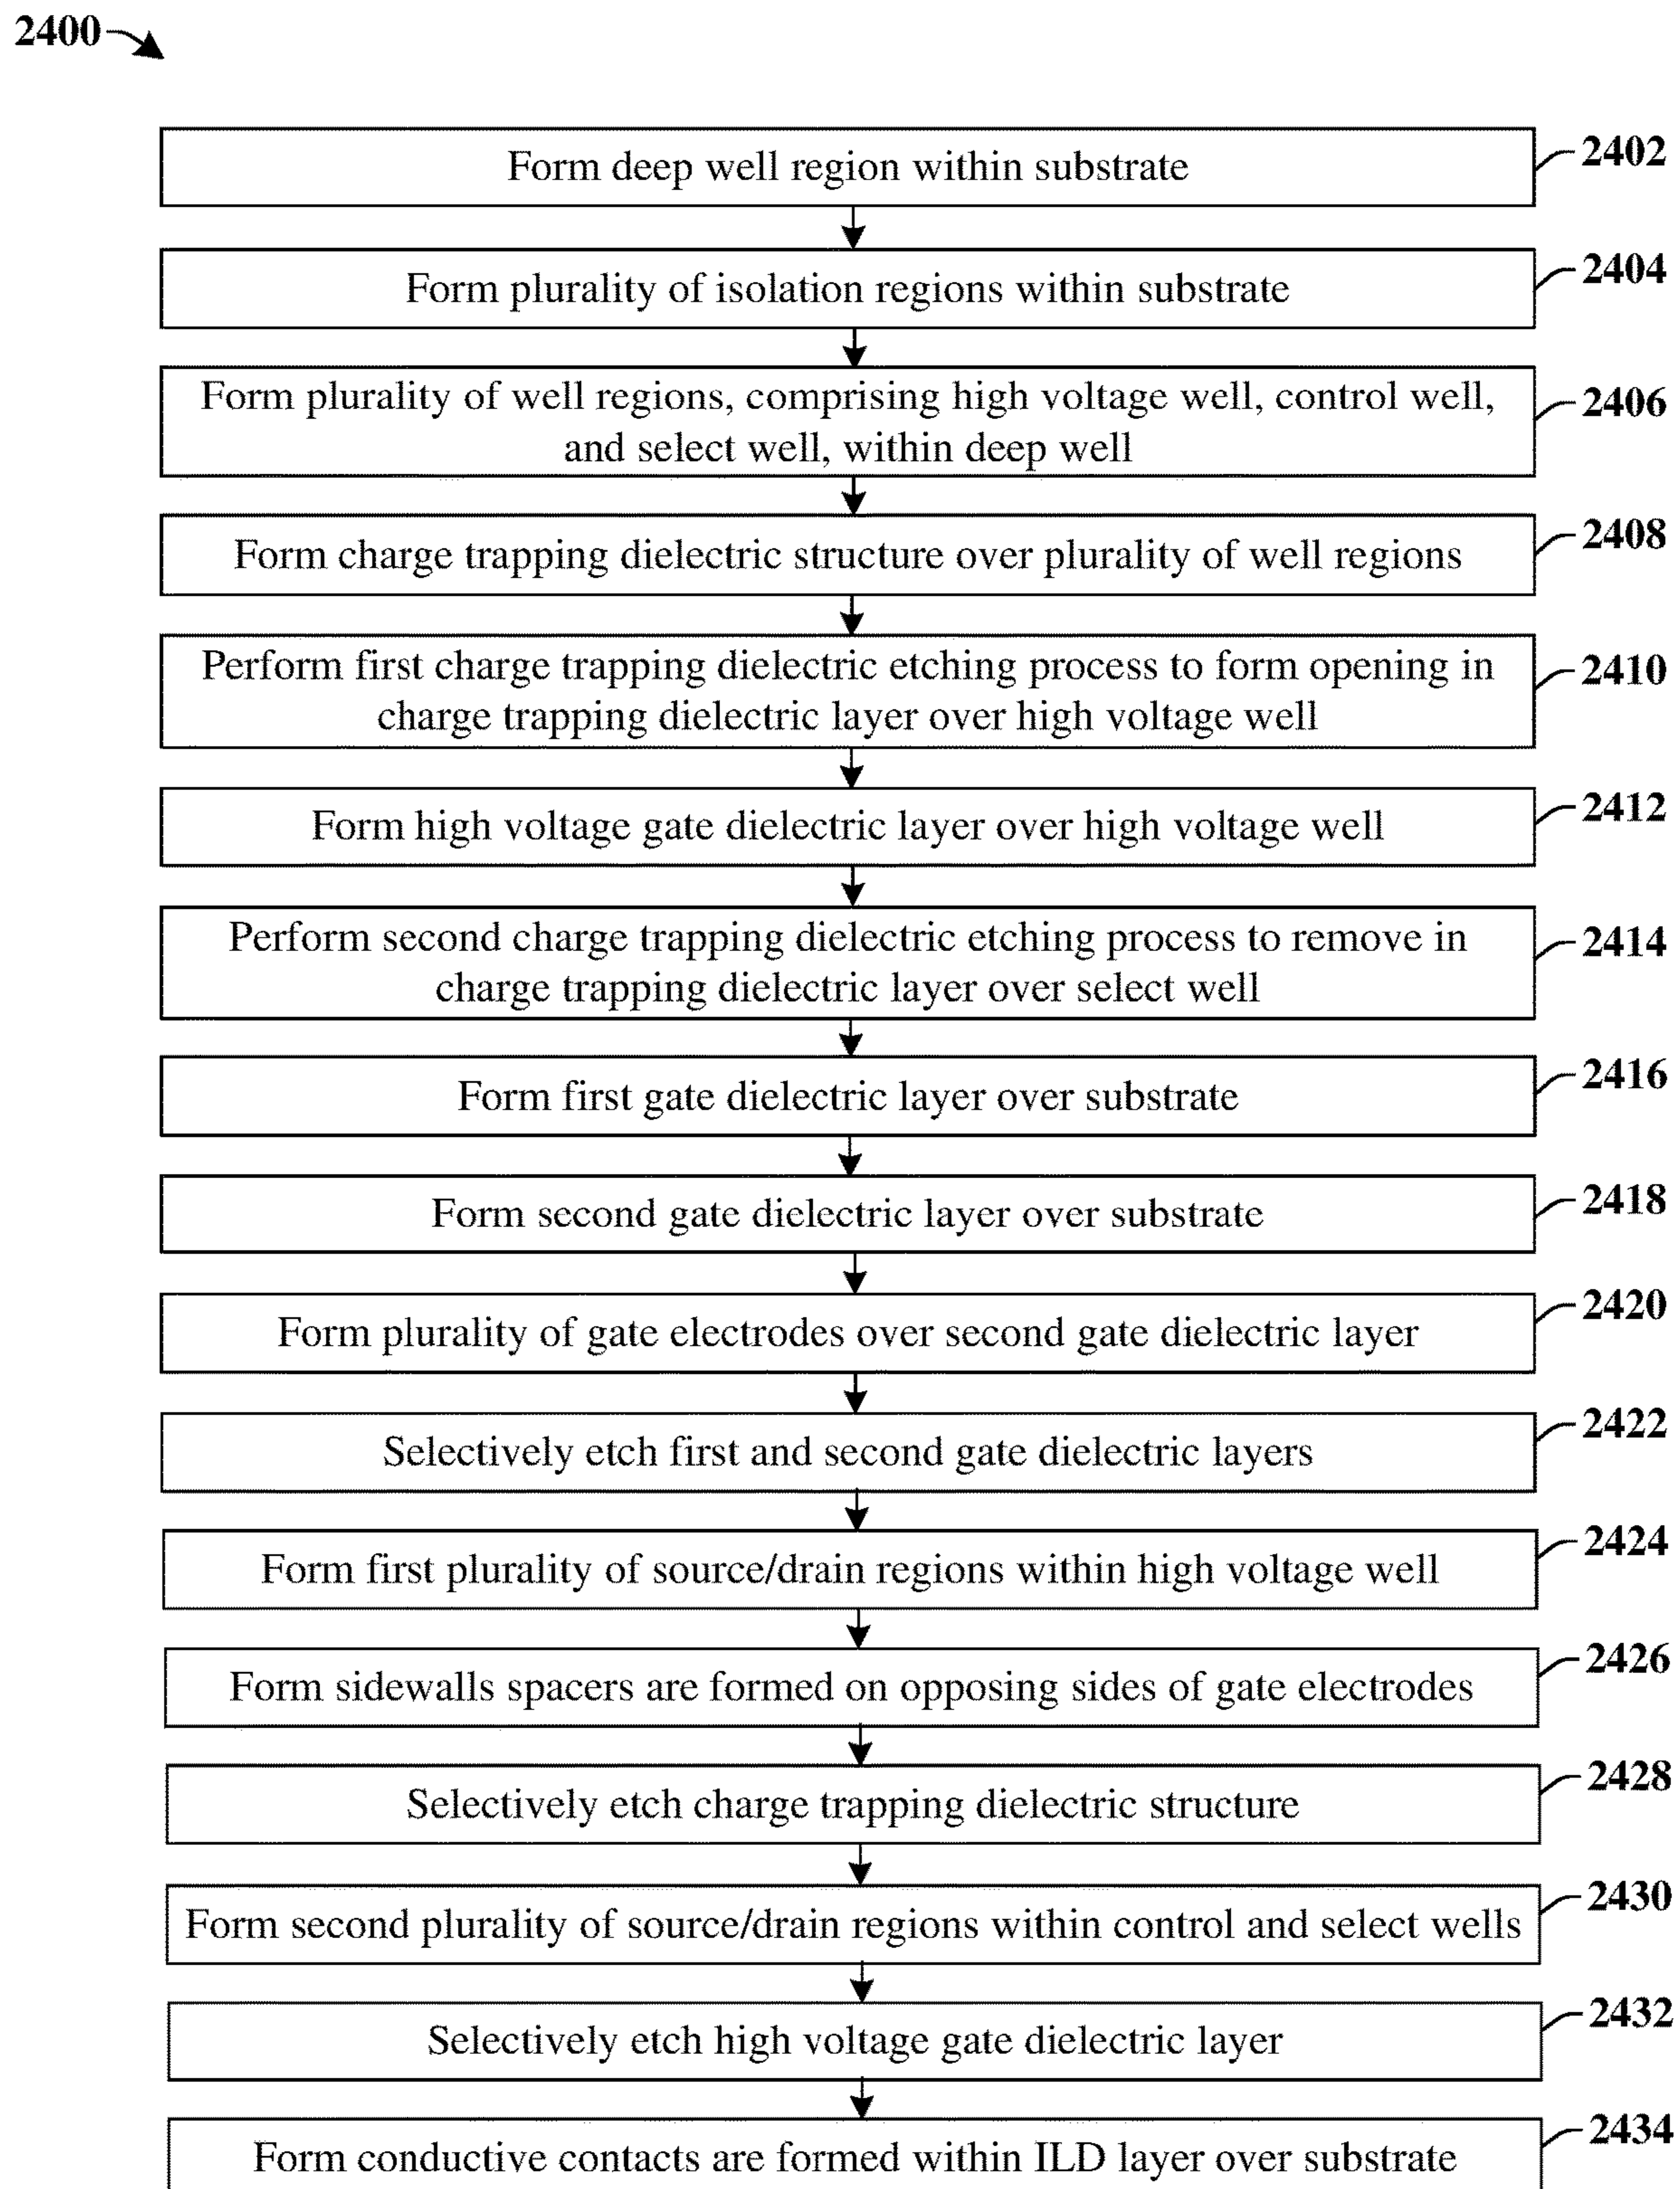 2400
Form deep well region within substrate
2402
Form plurality of isolation regions within substrate
2404
Form plurality of well regions, comprising high voltage well, control well,
and select well, within deep well
2406
Form charge trapping dielectric structure over plurality of well regions
2408
Perform first charge trapping dielectric etching process to form opening in
charge trapping dielectric layer over high voltage well
2410
Form high voltage gate dielectric layer over high voltage well
2412
Perform second charge trapping dielectric etching process to remove in
charge trapping dielectric layer over select well
2414
Form first gate dielectric layer over substrate
2416
Form second gate dielectric layer over substrate
2418
Form plurality of gate electrodes over second gate dielectric layer
2420
Selectively etch first and second gate dielectric layers
2422
Form first plurality of source/drain regions within high voltage well
2424
Form sidewalls spacers are formed on opposing sides of gate electrodes
2426
Selectively etch charge trapping dielectric structure
2428
Form second plurality of source/drain regions within control and select wells
2430
Selectively etch high voltage gate dielectric layer
2432
Form conductive contacts are formed within ILD layer over substrate
2434